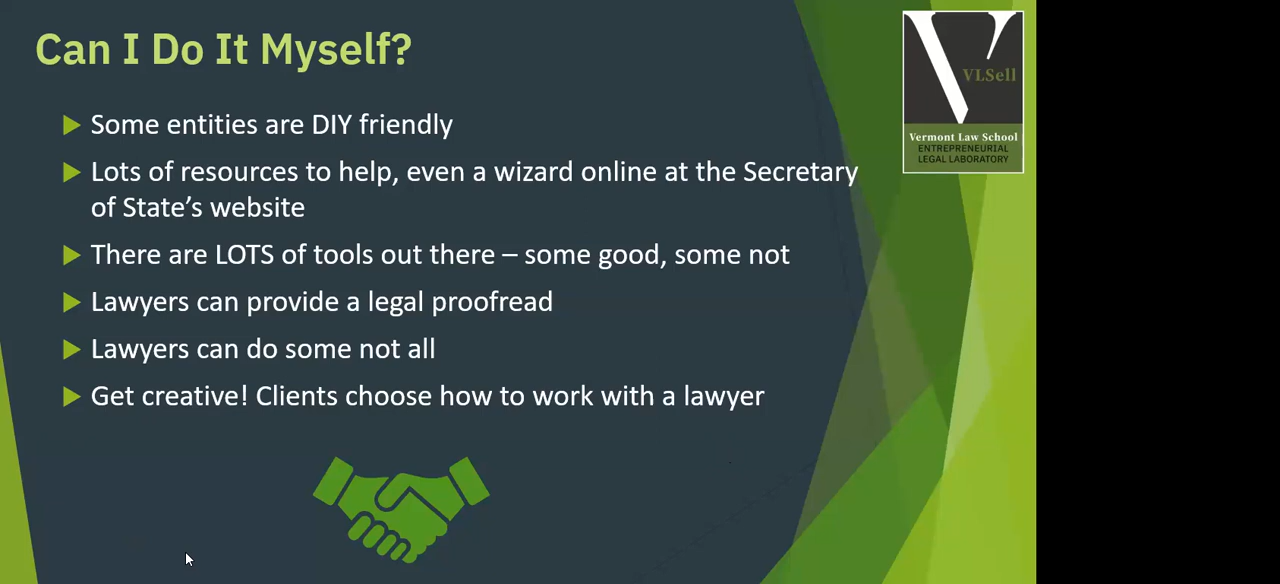 Can I Do It Myself?
Some entities are DIY friendly
Lots of resources to help, even a wizard online at the Secretary
of State’s website
There are LOTS of tools out there – some good, some not
Lawyers can provide a legal proofread
Lawyers can do some not all
Get creative! Clients choose how to work with a lawyer
VLSell
Vermont Law School
ENTREPRENEURIAL
LEGAL LABORATORY